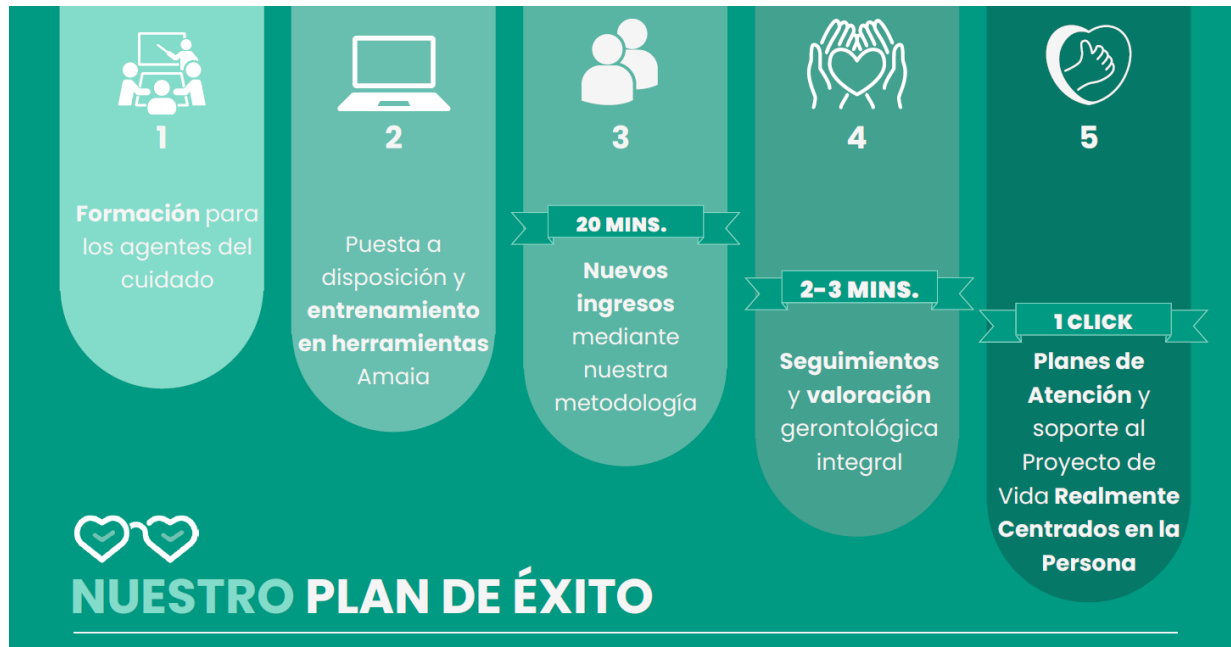 1
Formación para
los agentes del
cuidado
2
Puesta a
disposición y
entrenamiento
en herramientas
Amaia
3
20 MINS.
Nuevos
ingresos
mediante
nuestra
metodología
4
2-3 MINS.
Seguimientos
y valoración
gerontológica
integral
5
1 CLICK
Planes de
Atención y
soporte al
Proyecto de
Vida Realmente
Centrados en la
Persona
NUESTRO PLAN DE ÉXITO